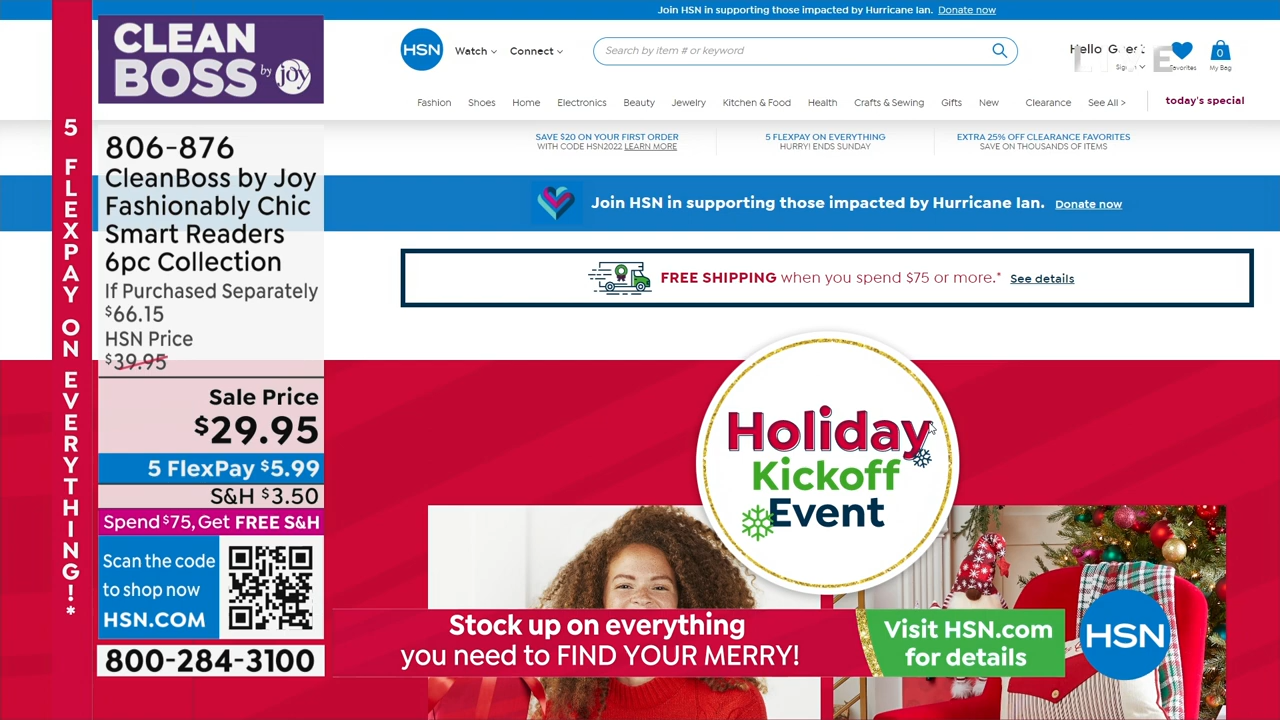 Join HSN in supporting those impacted by Hurricane Ian. Donate now
CLEAN
BOSS by joy
HSN
Watch
Connect
Search by item # or keyword
Favorites
0
My Bag
Fashion Shoes Home Electronics Beauty Jewelry Kitchen & Food Health Crafts & Sewing Gifts New Clearance See All > today's special
SAVE $20 ON YOUR FIRST ORDER
WITH CODE HSN2022 LEARN MORE
5 FLEXPAY ON EVERYTHING
HURRY! ENDS SUNDAY
EXTRA 25% OFF CLEARANCE FAVORITES
SAVE ON THOUSANDS OF ITEMS
Join HSN in supporting those impacted by Hurricane Ian. Donate now
FREE SHIPPING when you spend $75 or more.* See details
5 FLEXPAY ON EVERYTHING!*
806-876
CleanBoss by Joy
Fashionably Chic
Smart Readers
6pc Collection
If Purchased Separately
$66.15
HSN Price
$39.95
Sale Price
$29.95
5 FlexPay $5.99
S&H $3.50
Spend $75, Get FREE S&H
Scan the code
to shop now
HSN.COM
800-284-3100
Holiday
Kickoff
Event
Stock up on everything
you need to FIND YOUR MERRY!
Visit HSN.com
for details
HSN